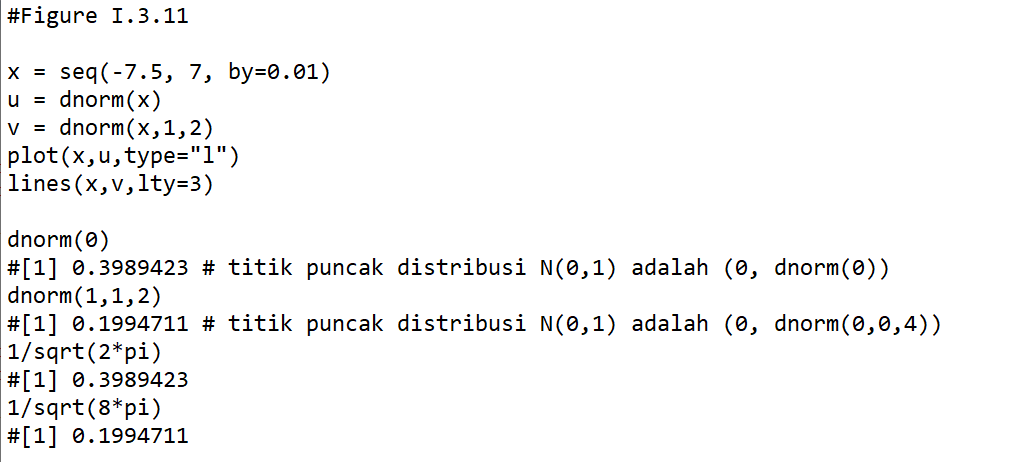 #Figure I.3.11
x = seq(-7.5, 7, by=0.01)
u = dnorm(x)
v = dnorm(x,1,2)
plot(x,u,type="l")
lines(x,v,lty=3)
dnorm(0)
#[1] 0.3989423 # titik puncak distribusi N(0,1) adalah (0, dnorm(0))
dnorm(1,1,2)
#[1] 0.1994711 # titik puncak distribusi N(0,1) adalah (0, dnorm(0,0,4))
1/sqrt(2*pi)
#[1] 0.3989423
1/sqrt(8*pi)
#[1] 0.1994711